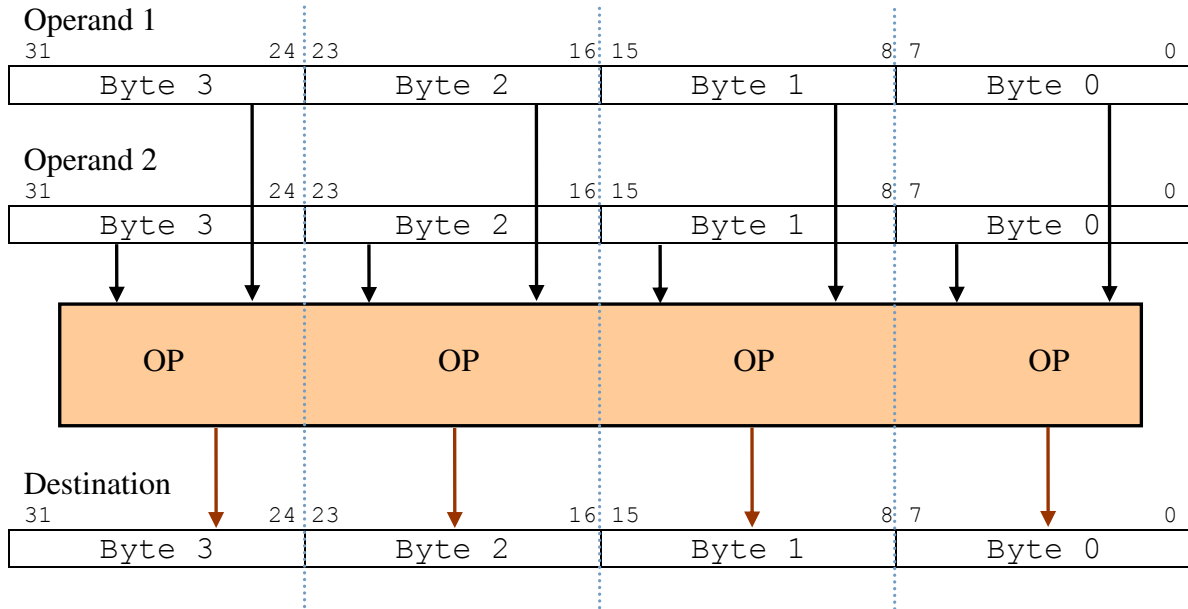 Operand 1
31 24 23 16 15 8 7 0
Byte 3 Byte 2 Byte 1 Byte 0
Operand 2
31 24 23 16 15 8 7 0
Byte 3 Byte 2 Byte 1 Byte 0
OP OP OP OP
Destination
31 24 23 16 15 8 7 0
Byte 3 Byte 2 Byte 1 Byte 0